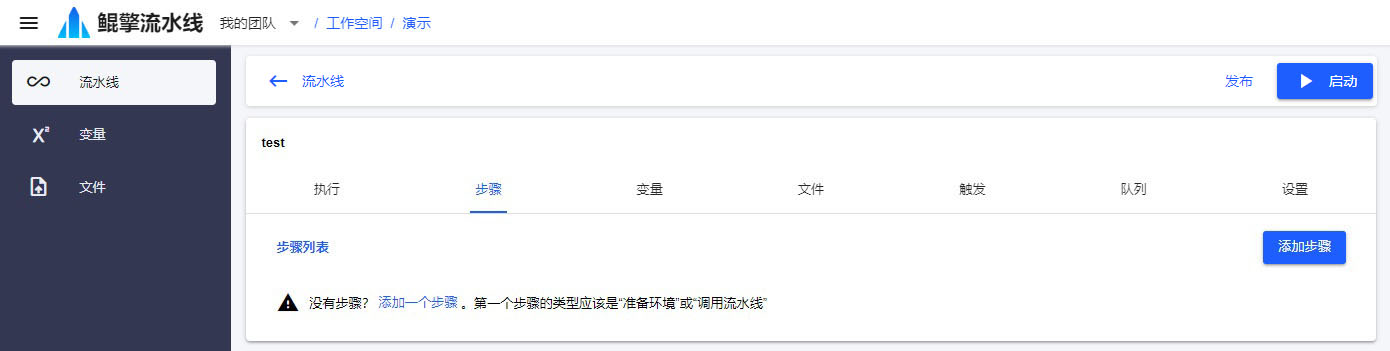 鲲擎流水线 我的团队 / 工作空间 / 演示
流水线
变量
文件
流水线 发布 启动
test
执行 步骤 变量 文件 触发 队列 设置
步骤列表 添加步骤
没有步骤？ 添加一个步骤 。第一个步骤的类型应该是“准备环境”或“调用流水线”